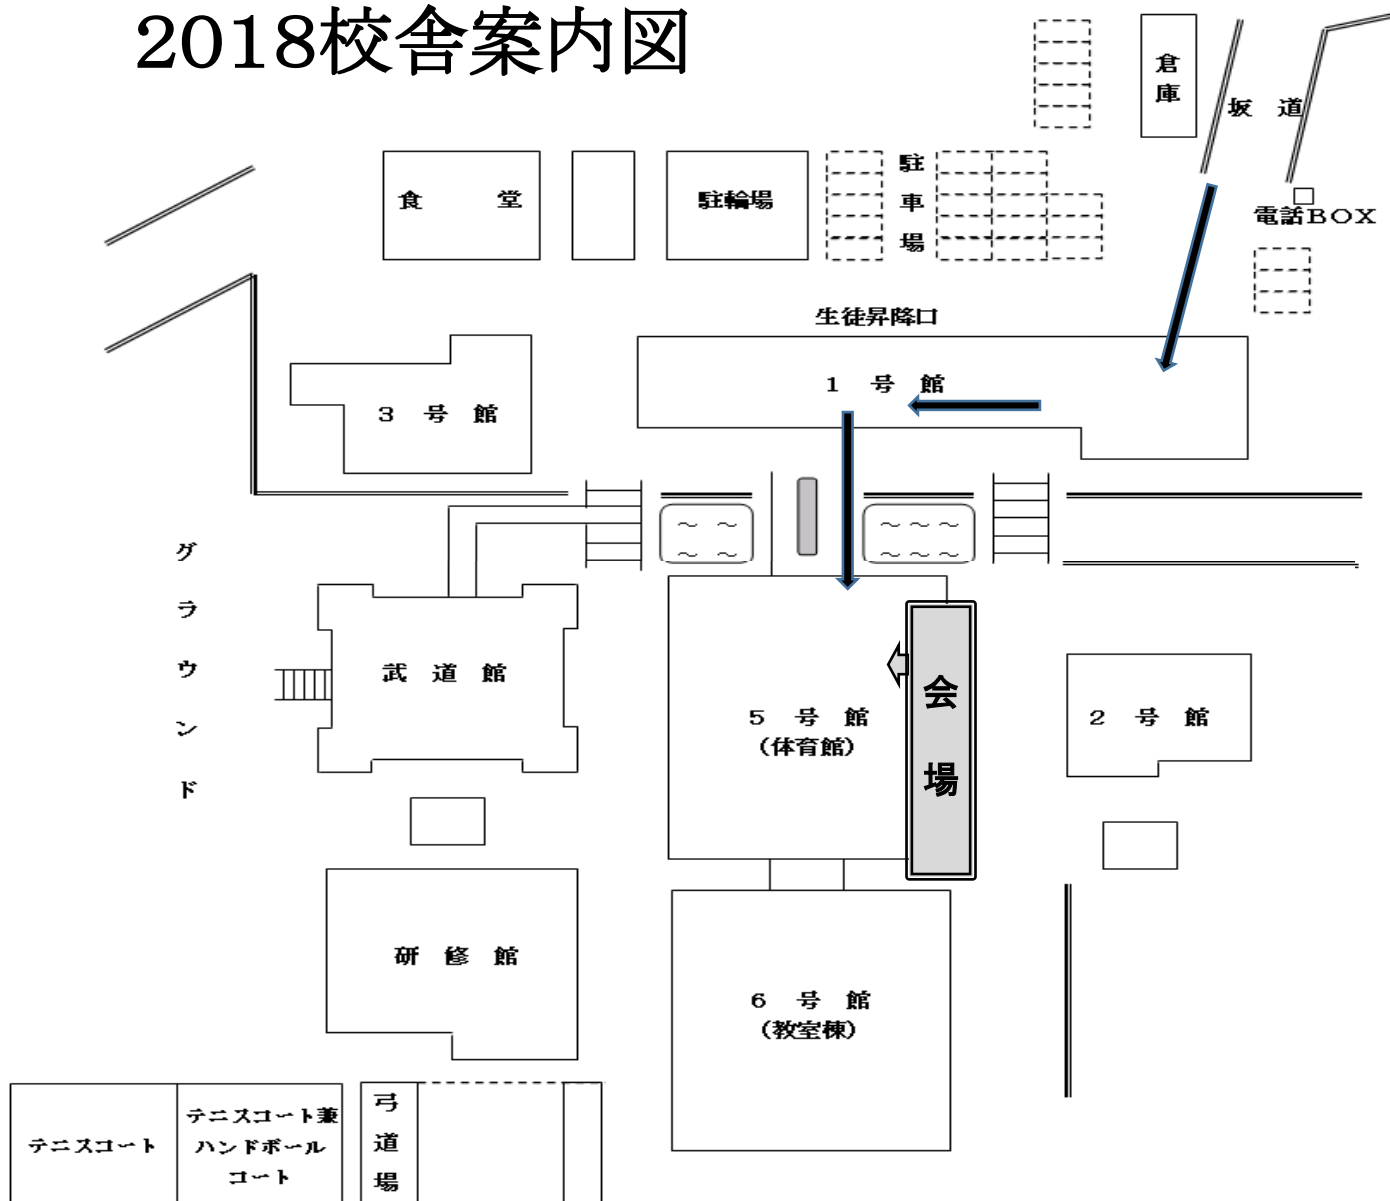 2018校舎案内図
倉庫
坂　道
食　　堂
駐輪場
駐車場
電話BOX
生徒昇降口
1　号　館
3　号　館
グラウンド
武　道　館
会場
5　号　館
(体育館)
2　号　館
研　修　館
6　号　館
(教室棟)
テニスコート
テニスコート兼
ハンドボール
コート
弓道場